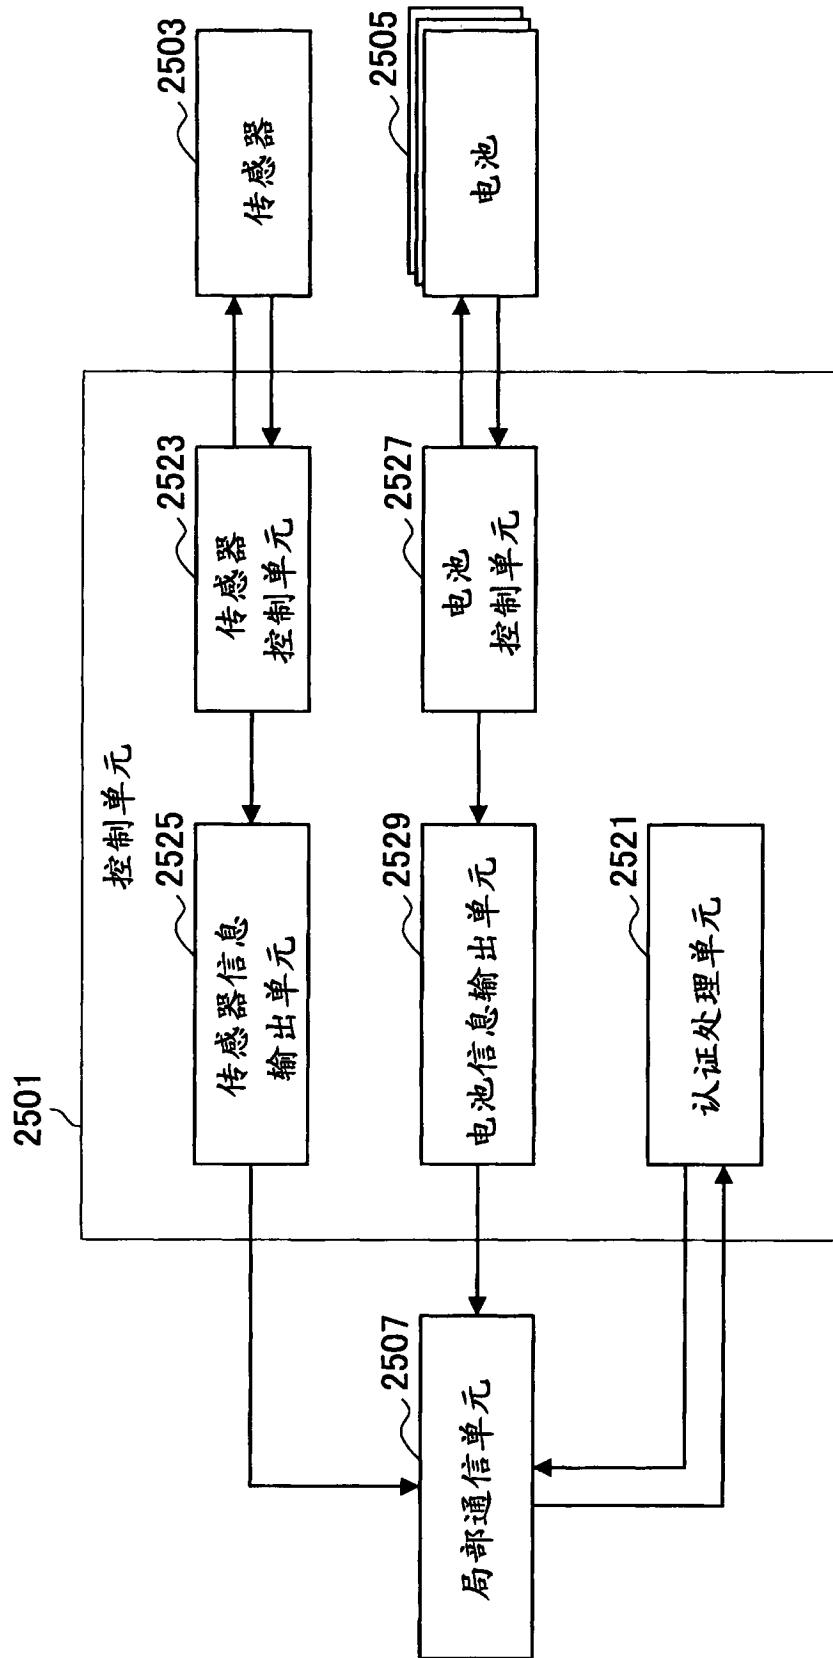 2501
控制单元
2507
局部通信单元
2525
传感器信息
输出单元
2523
传感器
控制单元
2503
传感器
2529
电池信息输出单元
2527
电池
控制单元
2505
电池
2521
认证处理单元